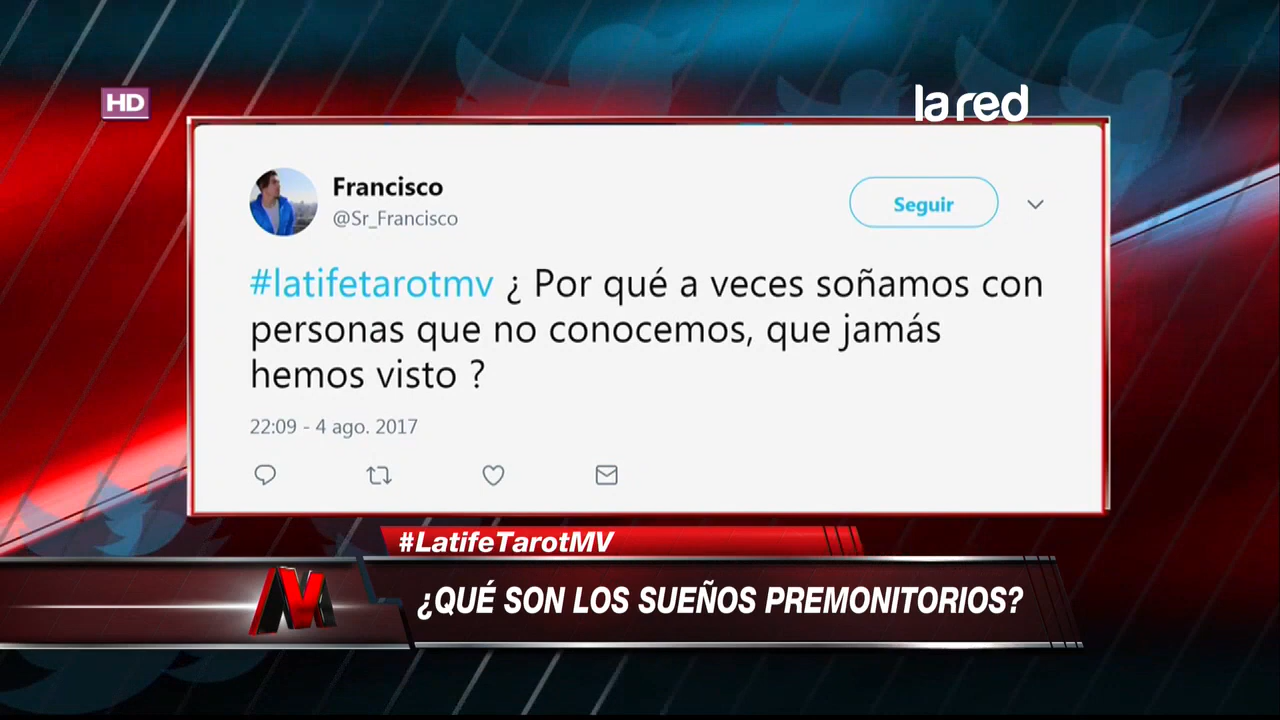 HD
la red
Francisco
@Sr_Francisco
Seguir
#latifetarotmv ¿ Por qué a veces soñamos con
personas que no conocemos, que jamás
hemos visto ?
22:09 - 4 ago. 2017
#LatifeTarotMV
MV
¿QUÉ SON LOS SUEÑOS PREMONITORIOS?